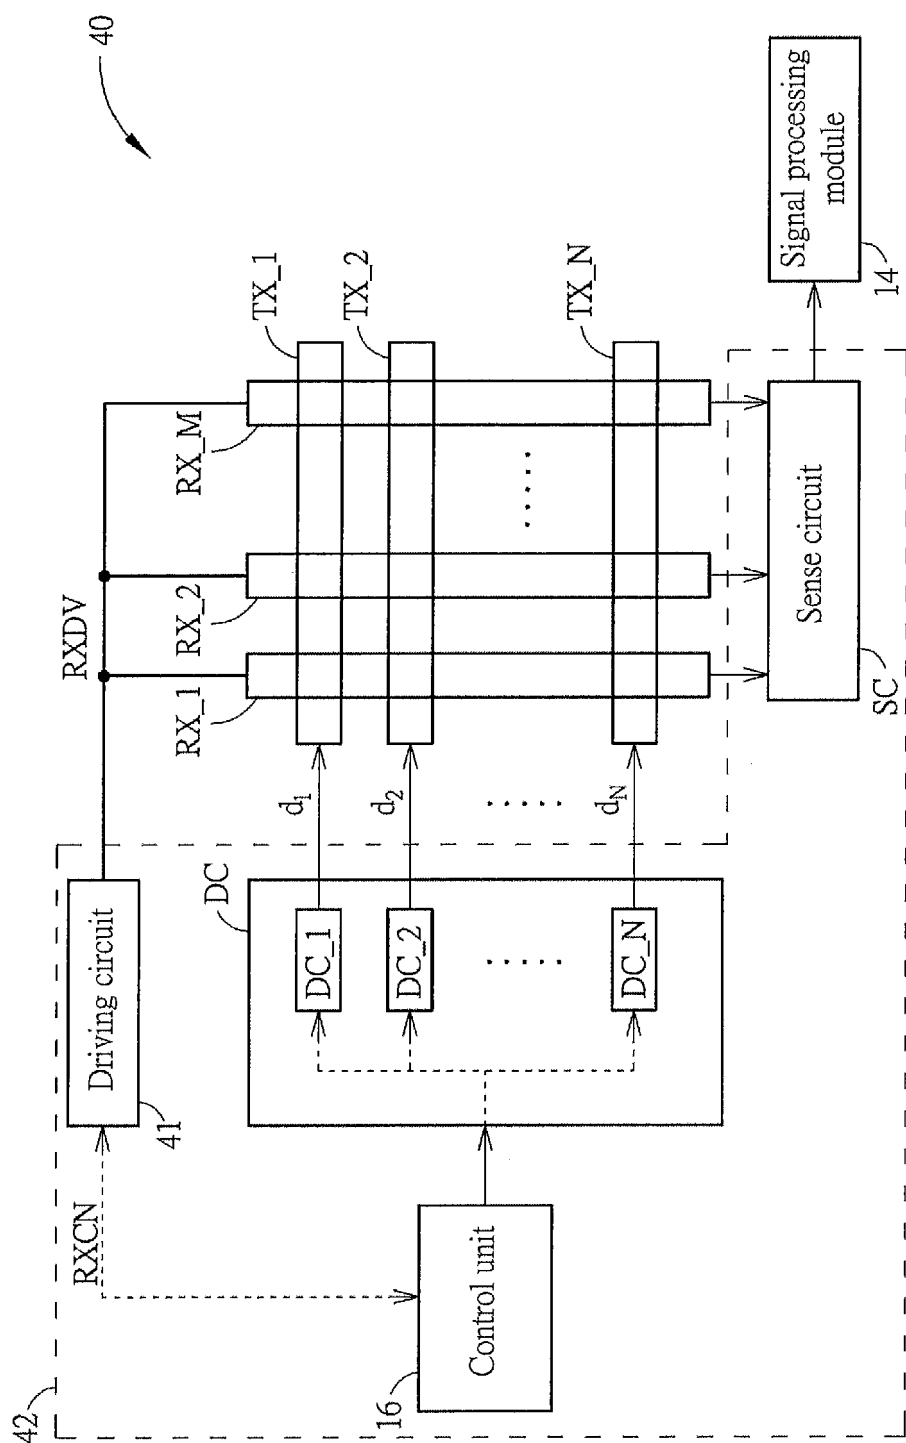 40
42
RXCN
Driving circuit
41
RXDV
RX_1
RX_2
RX_M
TX_1
TX_2
TX_N
DC
DC_1
DC_2
. . . . .
DC_N
d1
d2
. . . . .
dN
. . . . .
Control unit
16
Sense circuit
SC
Signal processing
module
14